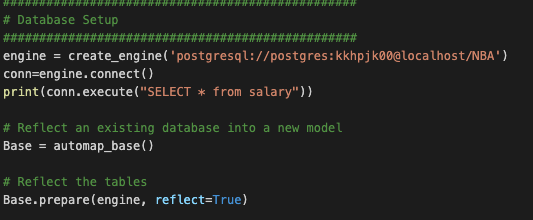 ##################################################
# Database Setup
##################################################
engine = create_engine('postgresql://postgres:kkhpjk00@localhost/NBA')
conn=engine.connect()
print(conn.execute("SELECT * from salary"))
# Reflect an existing database into a new model
Base = automap_base()
# Reflect the tables
Base.prepare(engine, reflect=True)